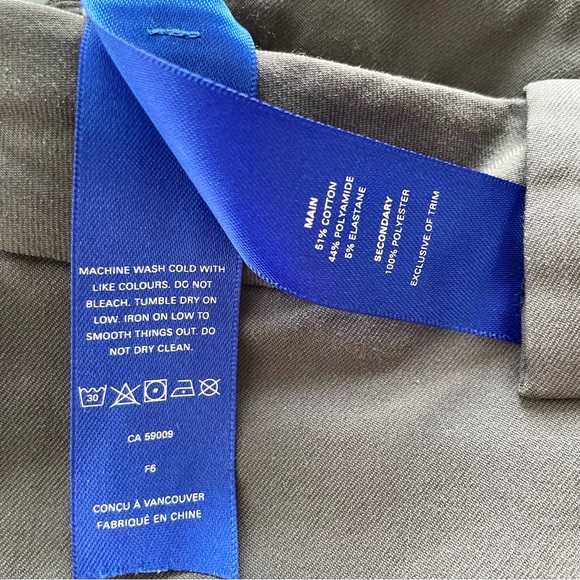 MACHINE WASH COLD WITH
LIKE COLOURS. DO NOT
BLEACH. TUMBLE DRY ON
LOW. IRON ON LOW TO
SMOOTH THINGS OUT. DO
NOT DRY CLEAN.
30
CA 59009
F6
CONÇU À VANCOUVER
FABRIQUÉ EN CHINE
MAIN
51% COTTON
44% POLYAMIDE
5% ELASTANE
SECONDARY
100% POLYESTER
EXCLUSIVE OF TRIM